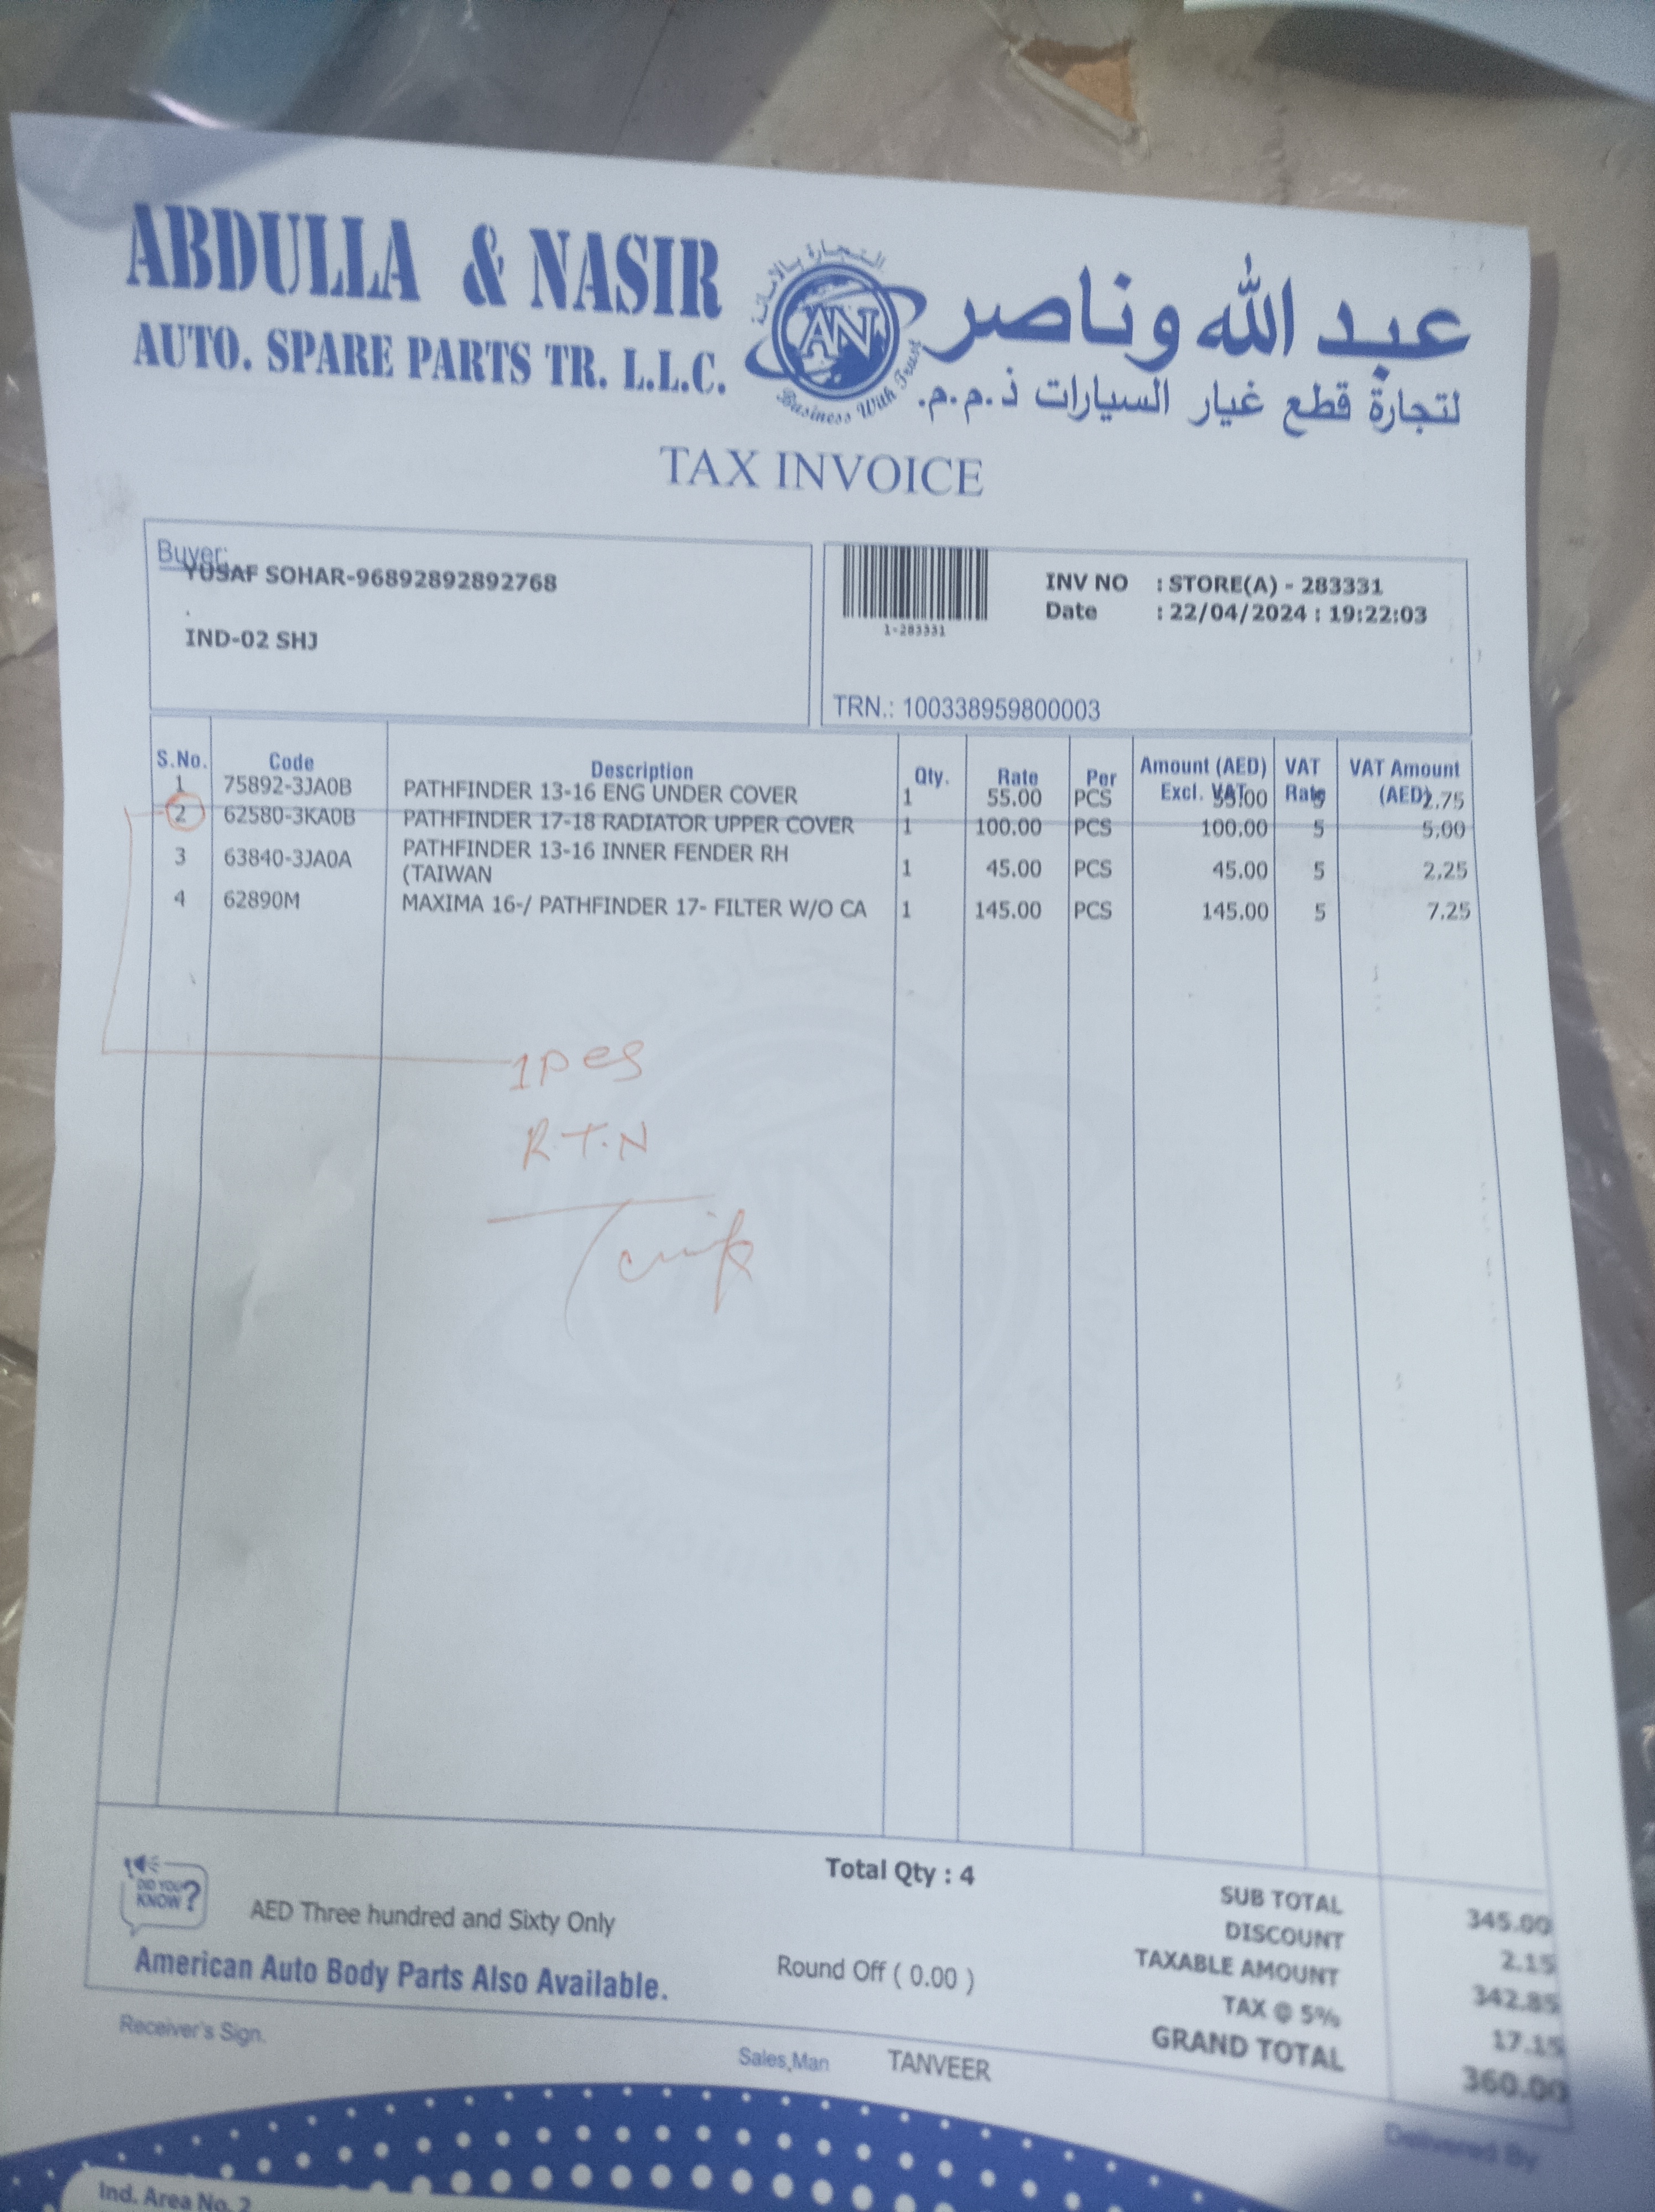 ABDULLA & NASIR
AUTO. SPARE PARTS TR. L.L.C.
التجارة بالأمانة
AN
Business With Trust
عبد الله وناصر
لتجارة قطع غيار السيارات ذ.م.م.
TAX INVOICE
Buyer:
YUSAF SOHAR-96892892892768
.
IND-02 SHJ
1-283331
INV NO : STORE(A) - 283331
Date : 22/04/2024 : 19:22:03
TRN.: 100338959800003
S.No. Code Description Qty. Rate Per Amount (AED) Excl. VAT VAT Rate VAT Amount (AED)
1 75892-3JA0B PATHFINDER 13-16 ENG UNDER COVER 1 55.00 PCS 55.00 5 2.75
2 62580-3KA0B PATHFINDER 17-18 RADIATOR UPPER COVER 1 100.00 PCS 100.00 5 5.00
3 63840-3JA0A PATHFINDER 13-16 INNER FENDER RH (TAIWAN 1 45.00 PCS 45.00 5 2.25
4 62890M MAXIMA 16-/ PATHFINDER 17- FILTER W/O CA 1 145.00 PCS 145.00 5 7.25
1 pcs
R.T.N
Total Qty : 4
DID YOU KNOW ?
AED Three hundred and Sixty Only
American Auto Body Parts Also Available.
Round Off ( 0.00 )
SUB TOTAL 345.00
DISCOUNT 2.15
TAXABLE AMOUNT 342.85
TAX @ 5% 17.15
GRAND TOTAL 360.00
Receiver's Sign.
Sales,Man TANVEER
Delivered By
Ind. Area No. 2